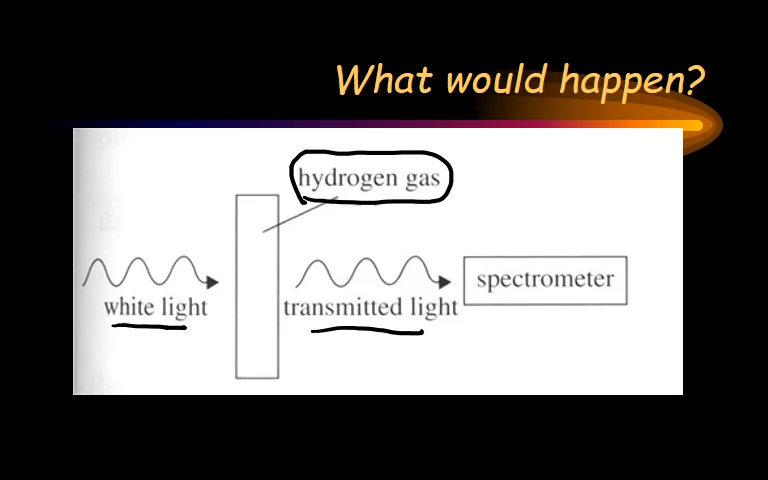 What would happen?
hydrogen gas
white light
transmitted light
spectrometer